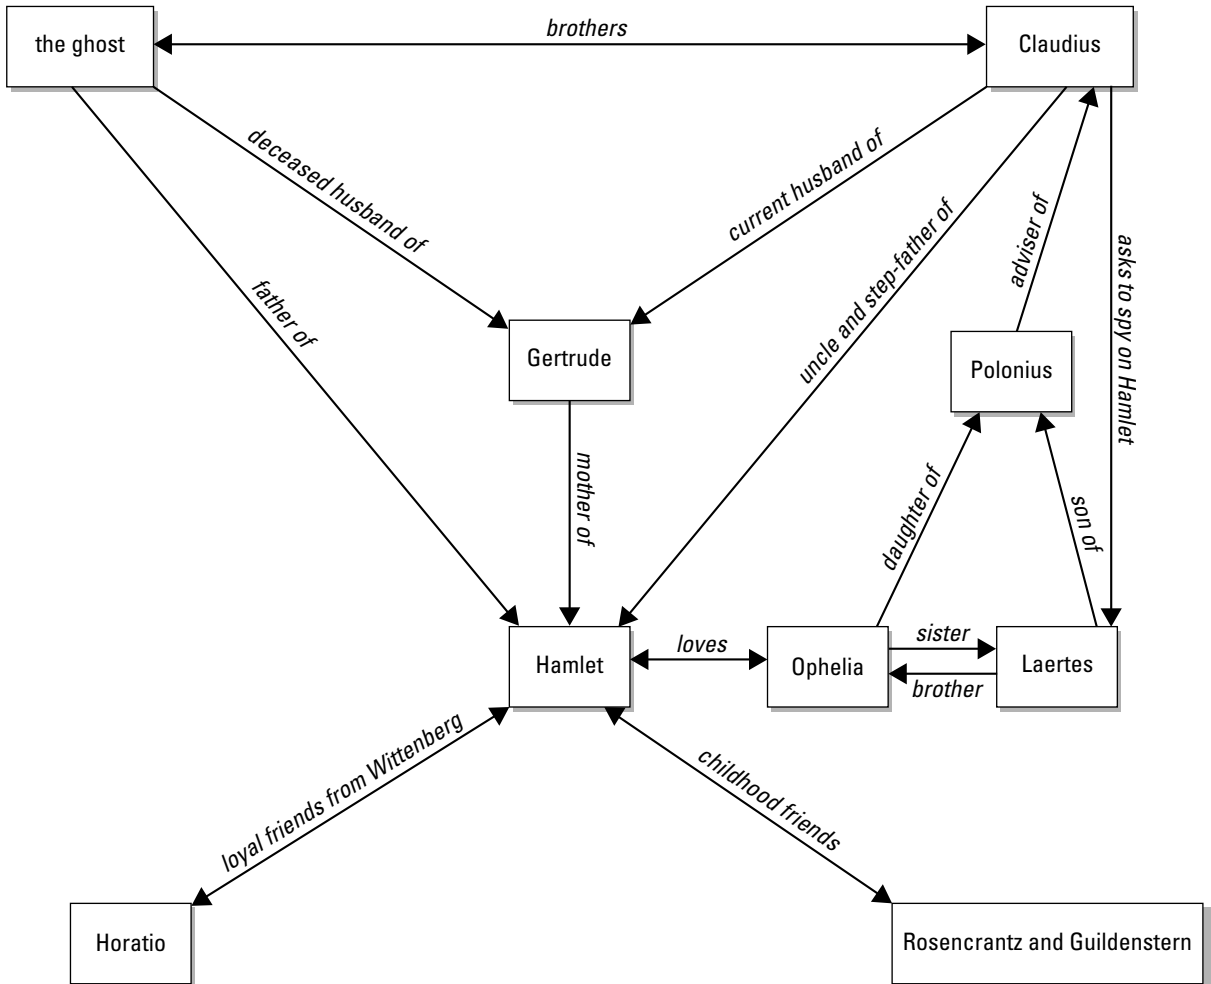 the ghost
brothers
Claudius
deceased husband of
current husband of
father of
uncle and step-father of
adviser of
asks to spy on Hamlet
Gertrude
Polonius
mother of
daughter of
son of
Hamlet
loves
Ophelia
sister
brother
Laertes
loyal friends from Wittenberg
childhood friends
Horatio
Rosencrantz and Guildenstern